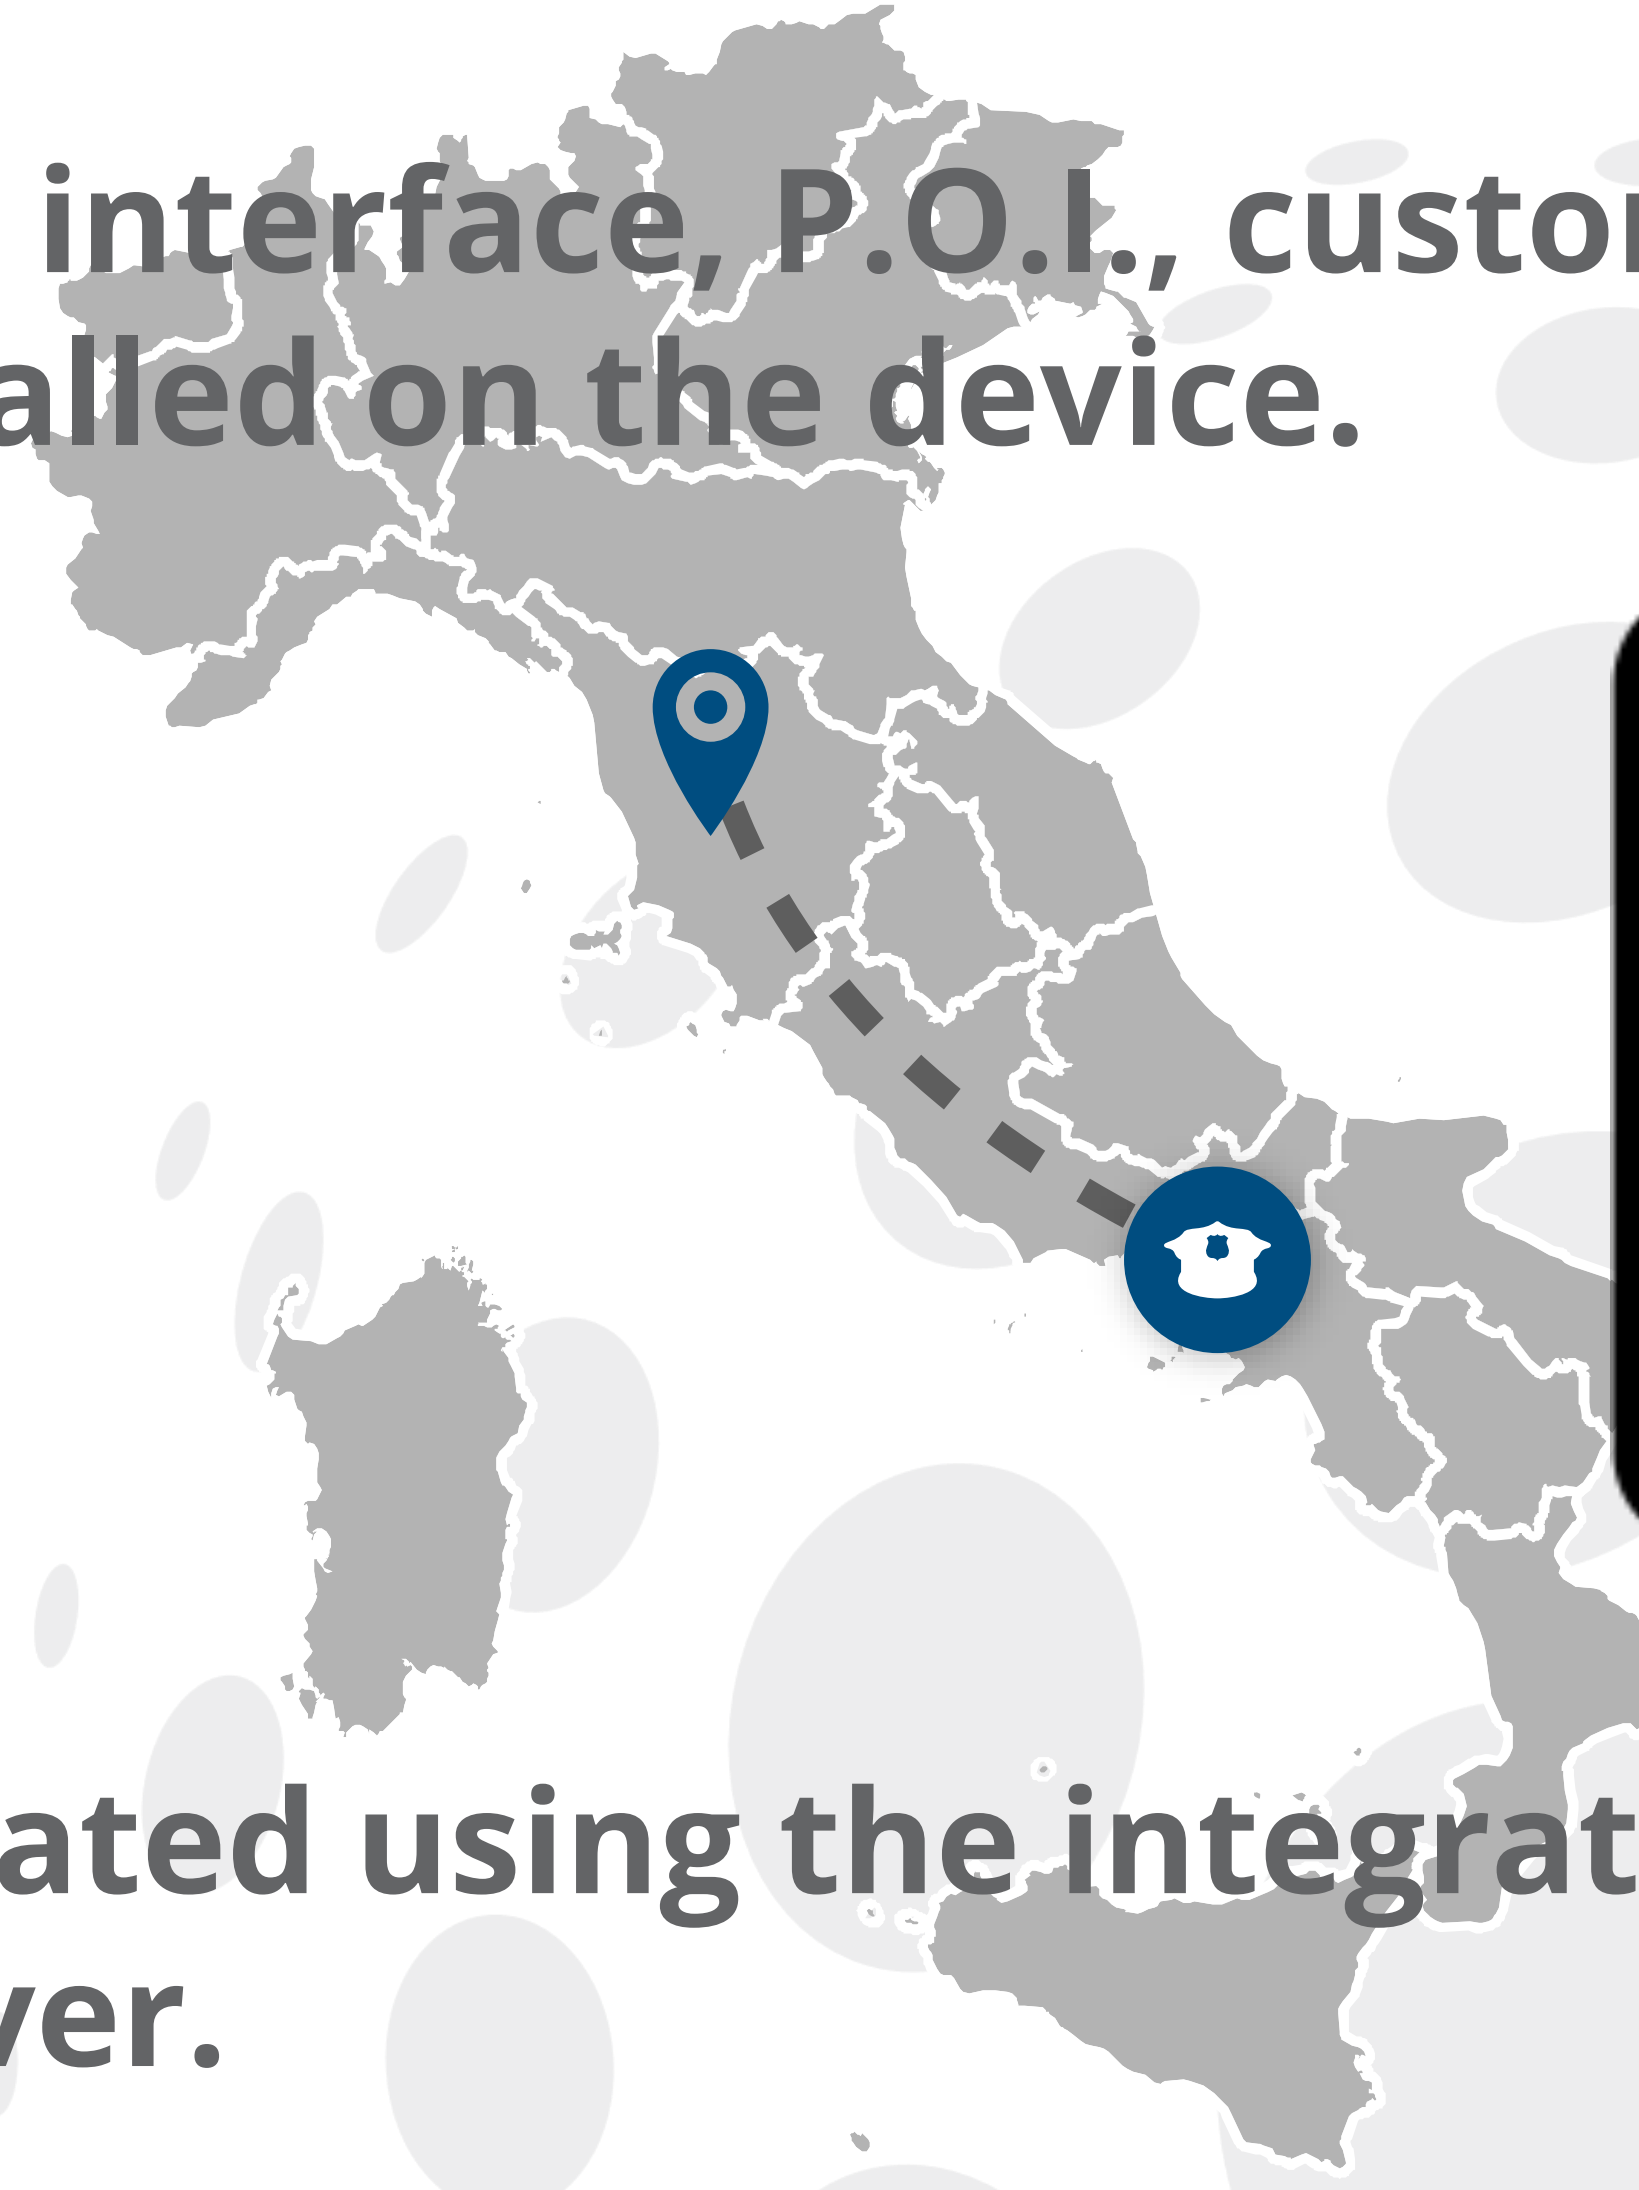 interface, P.O.I., custo
alled on the device.
ated using the integrat
ver.